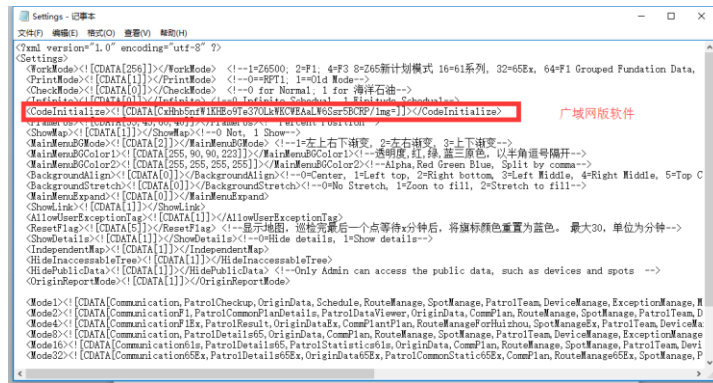 Settings - 记事本
文件(F) 编辑(E) 格式(O) 查看(V) 帮助(H)
<?xml version="1.0" encoding="utf-8" ?>
<Settings>
<WorkMode><![CDATA[256]]></WorkMode> <!--1=Z6500; 2=F1; 4=F3 8=Z65新计划模式 16=61系列, 32=65Ex, 64=F1 Grouped Fundation Data,
<PrintMode><![CDATA[1]]></PrintMode> <!--0==RPT1; 1==Old Mode-->
<CheckMode><![CDATA[0]]></CheckMode> <!--0 for Normal; 1 for 海洋石油-->
<CodeInitialize><![CDATA[CxHhb5nfW1KHBo9Te370LkWKCWEAaLW6Ssr5BCRP/1mg=]]></CodeInitialize>
广域网版软件
<ShowMap><![CDATA[1]]></ShowMap><!--0 Not, 1 Show-->
<MainMenuBGMode><![CDATA[2]]></MainMenuBGMode> <!--1=左上右下渐变, 2=左右渐变, 3=上下渐变-->
<MainMenuBGColor1><![CDATA[255,90,90,223]]></MainMenuBGColor1><!--透明度,红,绿,蓝三原色, 以半角逗号隔开-->
<MainMenuBGColor2><![CDATA[255,255,255,255]]></MainMenuBGColor2><!--Alpha,Red Green Blue, Split by comma-->
<BackgroundAlign><![CDATA[0]]></BackgroundAlign><!--0=Center, 1=Left top, 2=Right bottom, 3=Left Middle, 4=Right Middle, 5=Top C
<BackgroundStretch><![CDATA[0]]></BackgroundStretch><!--0=No Stretch, 1=Zoon to fill, 2=Stretch to fill-->
<MainMenuExpand><![CDATA[0]]></MainMenuExpand>
<ShowLink><![CDATA[1]]></ShowLink>
<AllowUserExceptionTag><![CDATA[1]]></AllowUserExceptionTag>
<ResetFlag><![CDATA[5]]></ResetFlag> <!--显示地图, 巡检完最后一个点等待x分钟后, 将旗标颜色重置为蓝色. 最大30, 单位为分钟-->
<ShowDetails><![CDATA[1]]></ShowDetails><!--0=Hide details, 1=Show details-->
<IndependentMap><![CDATA[1]]></IndependentMap>
<HideInaccessableTree><![CDATA[1]]></HideInaccessableTree>
<HidePublicData><![CDATA[1]]></HidePublicData> <!--Only Admin can access the public data, such as devices and spots -->
<OriginReportMode><![CDATA[1]]></OriginReportMode>
<Mode1><![CDATA[Communication,PatrolCheckup,OriginData,Schedule,RouteManage,SpotManage,PatrolTeam,DeviceManage,ExceptionManage,M
<Mode2><![CDATA[CommunicationF1,PatrolCommonPlanDetails,PatrolDataViewer,OriginData,CommPlan,RouteManage,SpotManage,PatrolTeam,D
<Mode4><![CDATA[CommunicationF1Ex,PatrolResult,OriginDataEx,CommPlantPlan,RouteManageForHuizhou,SpotManageEx,PatrolTeam,DeviceMa
<Mode8><![CDATA[Communication,PatrolDetails65,OriginData,CommPlan,RouteManage,SpotManage,PatrolTeam,DeviceManage,ExceptionManage
<Mode16><![CDATA[Communication61s,PatrolDetails65,PatrolStatistics61s,OriginData,CommPlan,RouteManage,SpotManage,PatrolTeam,Devi
<Mode32><![CDATA[Communication65Ex,PatrolDetails65Ex,OriginData65Ex,PatrolCommonStatic65Ex,CommPlan,RouteManage65Ex,SpotManage,P